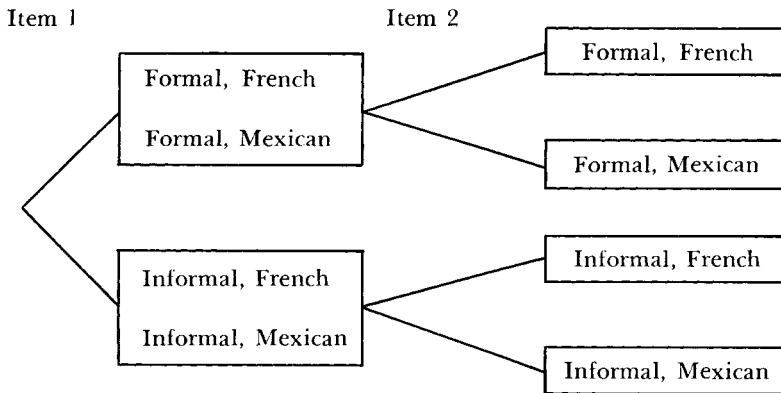 Item 1
Item 2
Formal, French
Formal, Mexican
Informal, French
Informal, Mexican
Formal, French
Formal, Mexican
Informal, French
Informal, Mexican